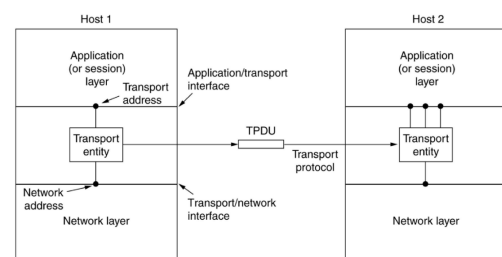 Host 1
Host 2
Application
(or session)
layer
Transport
address
Application/transport
interface
Application
(or session)
layer
Transport
entity
TPDU
Transport
protocol
Transport
entity
Network
address
Transport/network
interface
Network layer
Network layer